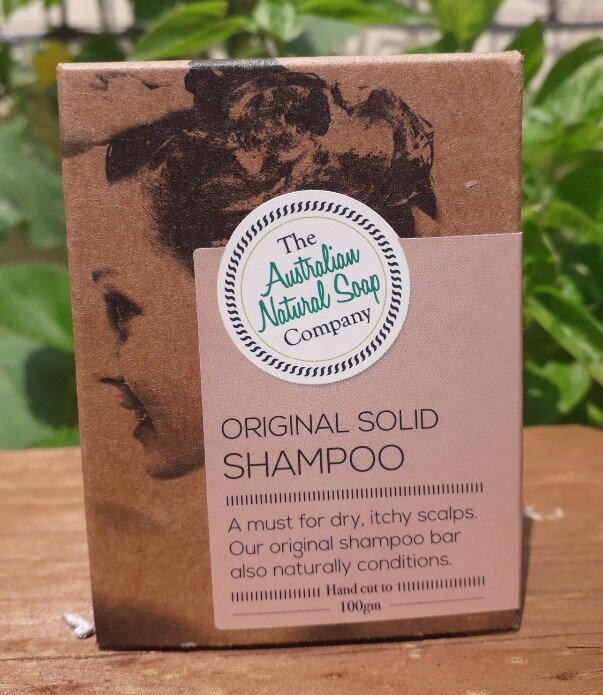 The
Australian
Natural Soap
Company
ORIGINAL SOLID
SHAMPOO
A must for dry, itchy scalps.
Our original shampoo bar
also naturally conditions.
Hand cut to
100gm